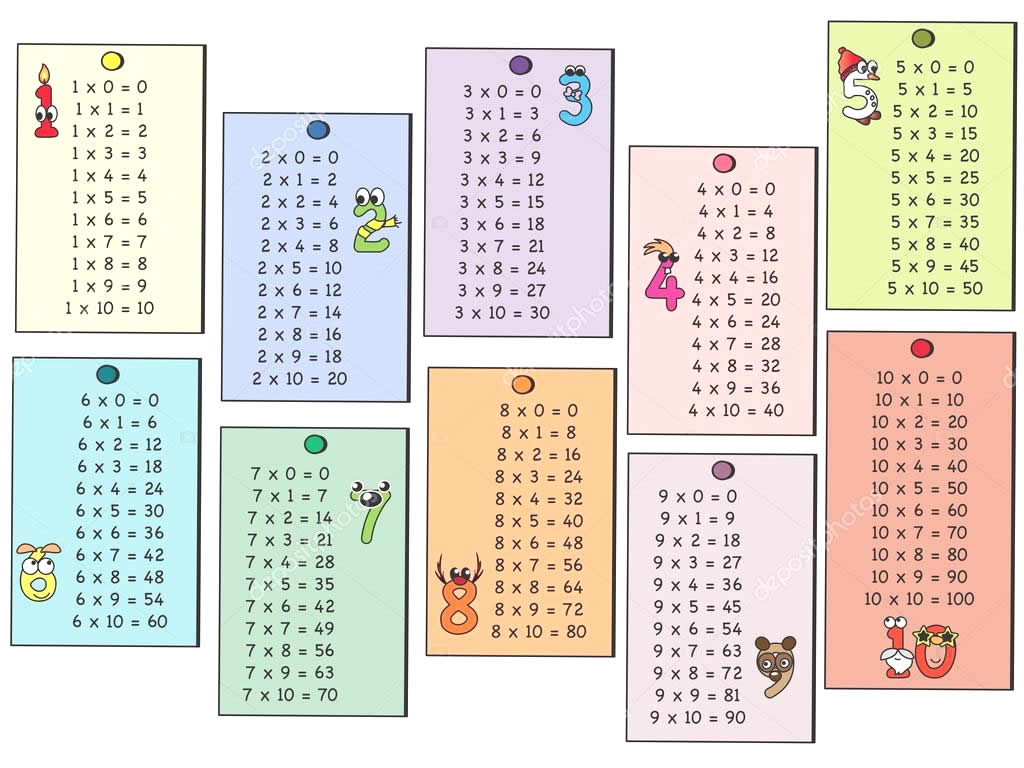 1 x 0 = 0
1 x 1 = 1
1 x 2 = 2
1 x 3 = 3
1 x 4 = 4
1 x 5 = 5
1 x 6 = 6
1 x 7 = 7
1 x 8 = 8
1 x 9 = 9
1 x 10 = 10
2 x 0 = 0
2 x 1 = 2
2 x 2 = 4
2 x 3 = 6
2 x 4 = 8
2 x 5 = 10
2 x 6 = 12
2 x 7 = 14
2 x 8 = 16
2 x 9 = 18
2 x 10 = 20
3 x 0 = 0
3 x 1 = 3
3 x 2 = 6
3 x 3 = 9
3 x 4 = 12
3 x 5 = 15
3 x 6 = 18
3 x 7 = 21
3 x 8 = 24
3 x 9 = 27
3 x 10 = 30
4 x 0 = 0
4 x 1 = 4
4 x 2 = 8
4 x 3 = 12
4 x 4 = 16
4 x 5 = 20
4 x 6 = 24
4 x 7 = 28
4 x 8 = 32
4 x 9 = 36
4 x 10 = 40
5 x 0 = 0
5 x 1 = 5
5 x 2 = 10
5 x 3 = 15
5 x 4 = 20
5 x 5 = 25
5 x 6 = 30
5 x 7 = 35
5 x 8 = 40
5 x 9 = 45
5 x 10 = 50
6 x 0 = 0
6 x 1 = 6
6 x 2 = 12
6 x 3 = 18
6 x 4 = 24
6 x 5 = 30
6 x 6 = 36
6 x 7 = 42
6 x 8 = 48
6 x 9 = 54
6 x 10 = 60
7 x 0 = 0
7 x 1 = 7
7 x 2 = 14
7 x 3 = 21
7 x 4 = 28
7 x 5 = 35
7 x 6 = 42
7 x 7 = 49
7 x 8 = 56
7 x 9 = 63
7 x 10 = 70
8 x 0 = 0
8 x 1 = 8
8 x 2 = 16
8 x 3 = 24
8 x 4 = 32
8 x 5 = 40
8 x 6 = 48
8 x 7 = 56
8 x 8 = 64
8 x 9 = 72
8 x 10 = 80
9 x 0 = 0
9 x 1 = 9
9 x 2 = 18
9 x 3 = 27
9 x 4 = 36
9 x 5 = 45
9 x 6 = 54
9 x 7 = 63
9 x 8 = 72
9 x 9 = 81
9 x 10 = 90
10 x 0 = 0
10 x 1 = 10
10 x 2 = 20
10 x 3 = 30
10 x 4 = 40
10 x 5 = 50
10 x 6 = 60
10 x 7 = 70
10 x 8 = 80
10 x 9 = 90
10 x 10 = 100
1
2
3
4
5
6
7
8
9
10
depositphotos